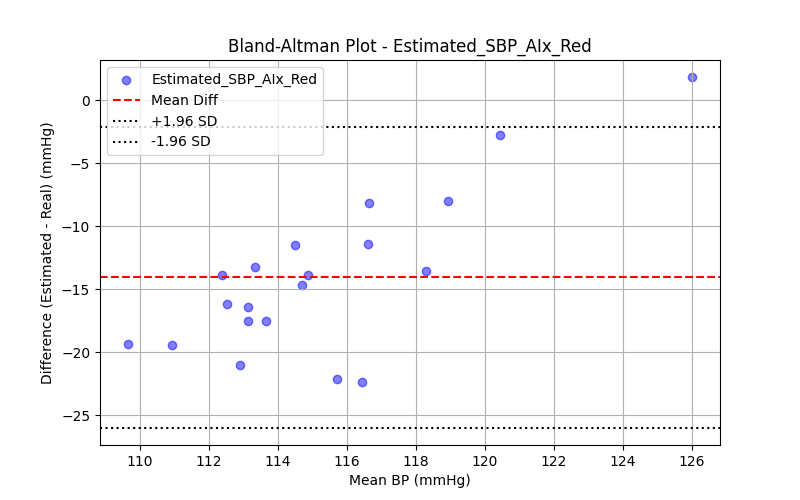 Bland-Altman Plot - Estimated_SBP_AIx_Red
Estimated_SBP_AIx_Red
Mean Diff
+1.96 SD
-1.96 SD
Difference (Estimated - Real) (mmHg)
0
−5
−10
−15
−20
−25
110 112 114 116 118 120 122 124 126
Mean BP (mmHg)